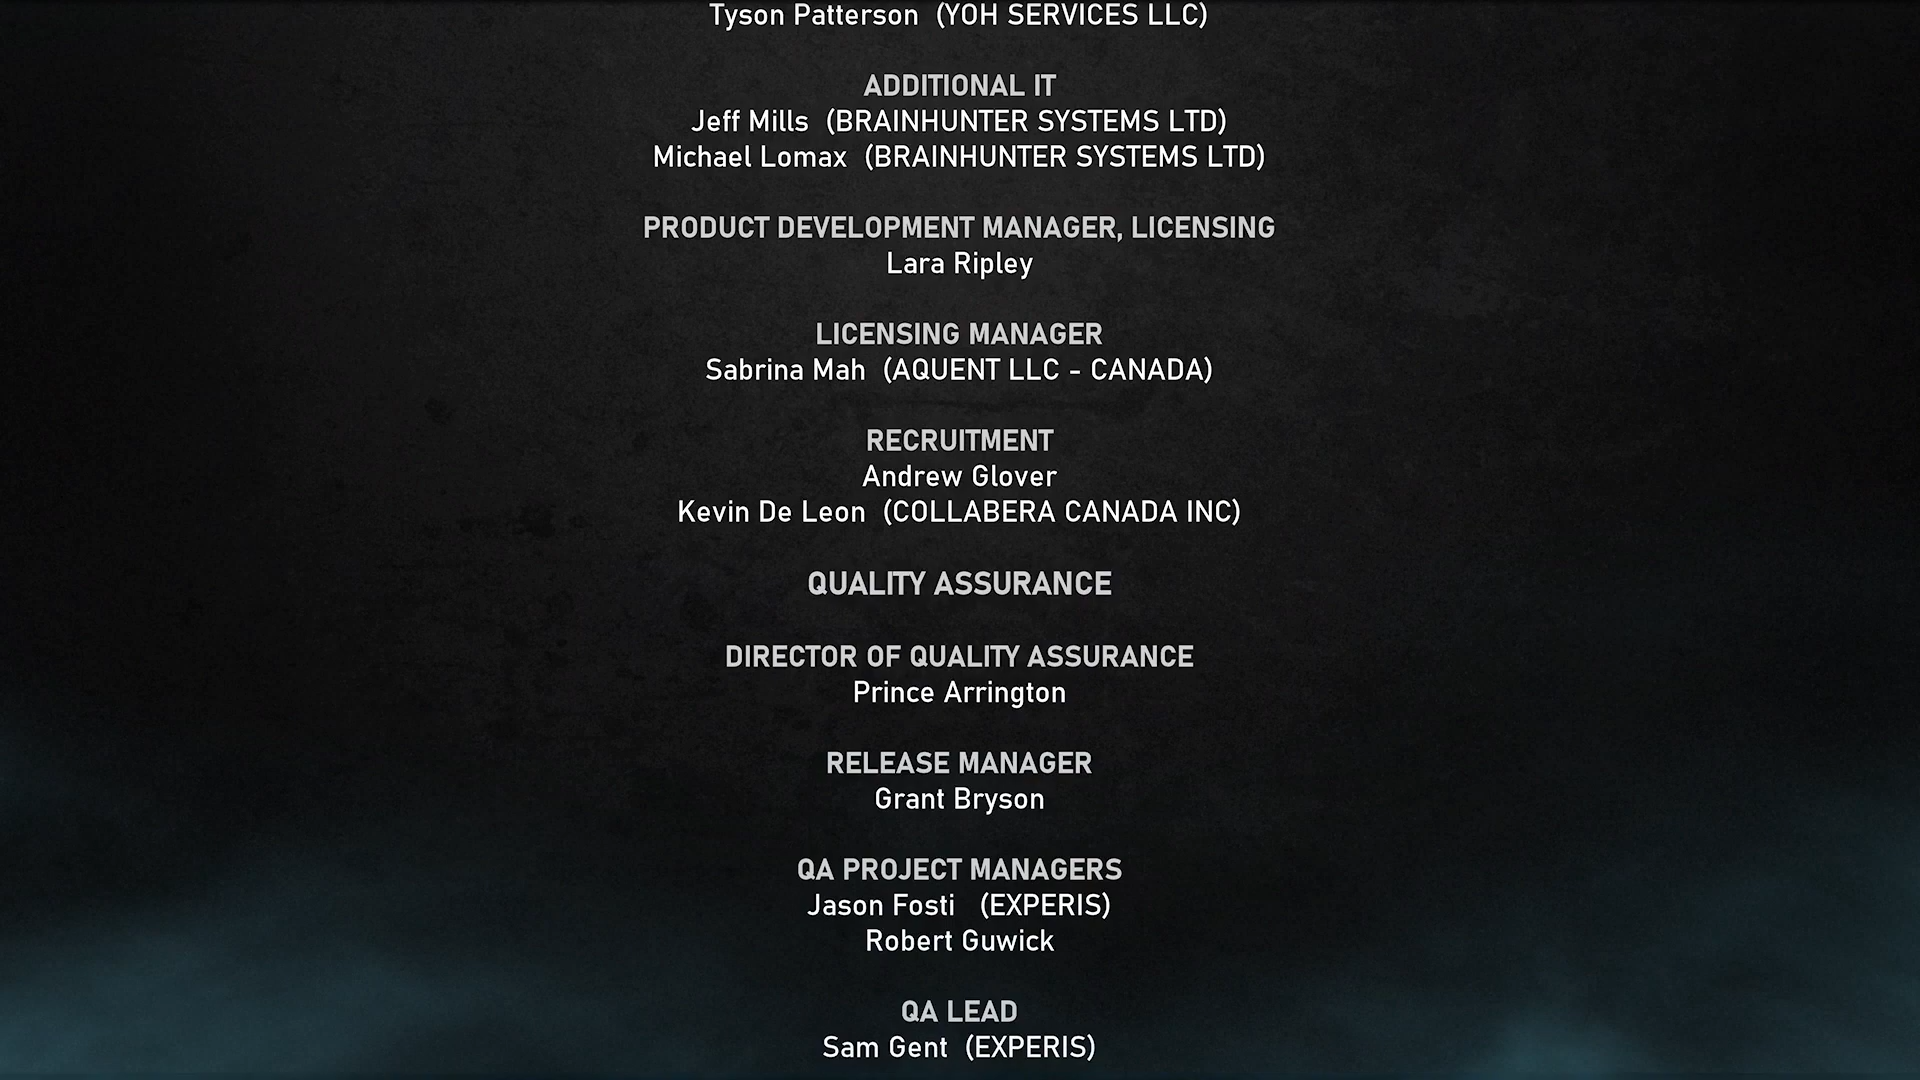 Tyson Patterson (YOH SERVICES LLC)
ADDITIONAL IT
Jeff Mills (BRAINHUNTER SYSTEMS LTD)
Michael Lomax (BRAINHUNTER SYSTEMS LTD)
PRODUCT DEVELOPMENT MANAGER, LICENSING
Lara Ripley
LICENSING MANAGER
Sabrina Mah (AQUENT LLC - CANADA)
RECRUITMENT
Andrew Glover
Kevin De Leon (COLLABERA CANADA INC)
QUALITY ASSURANCE
DIRECTOR OF QUALITY ASSURANCE
Prince Arrington
RELEASE MANAGER
Grant Bryson
QA PROJECT MANAGERS
Jason Fosti (EXPERIS)
Robert Guwick
QA LEAD
Sam Gent (EXPERIS)